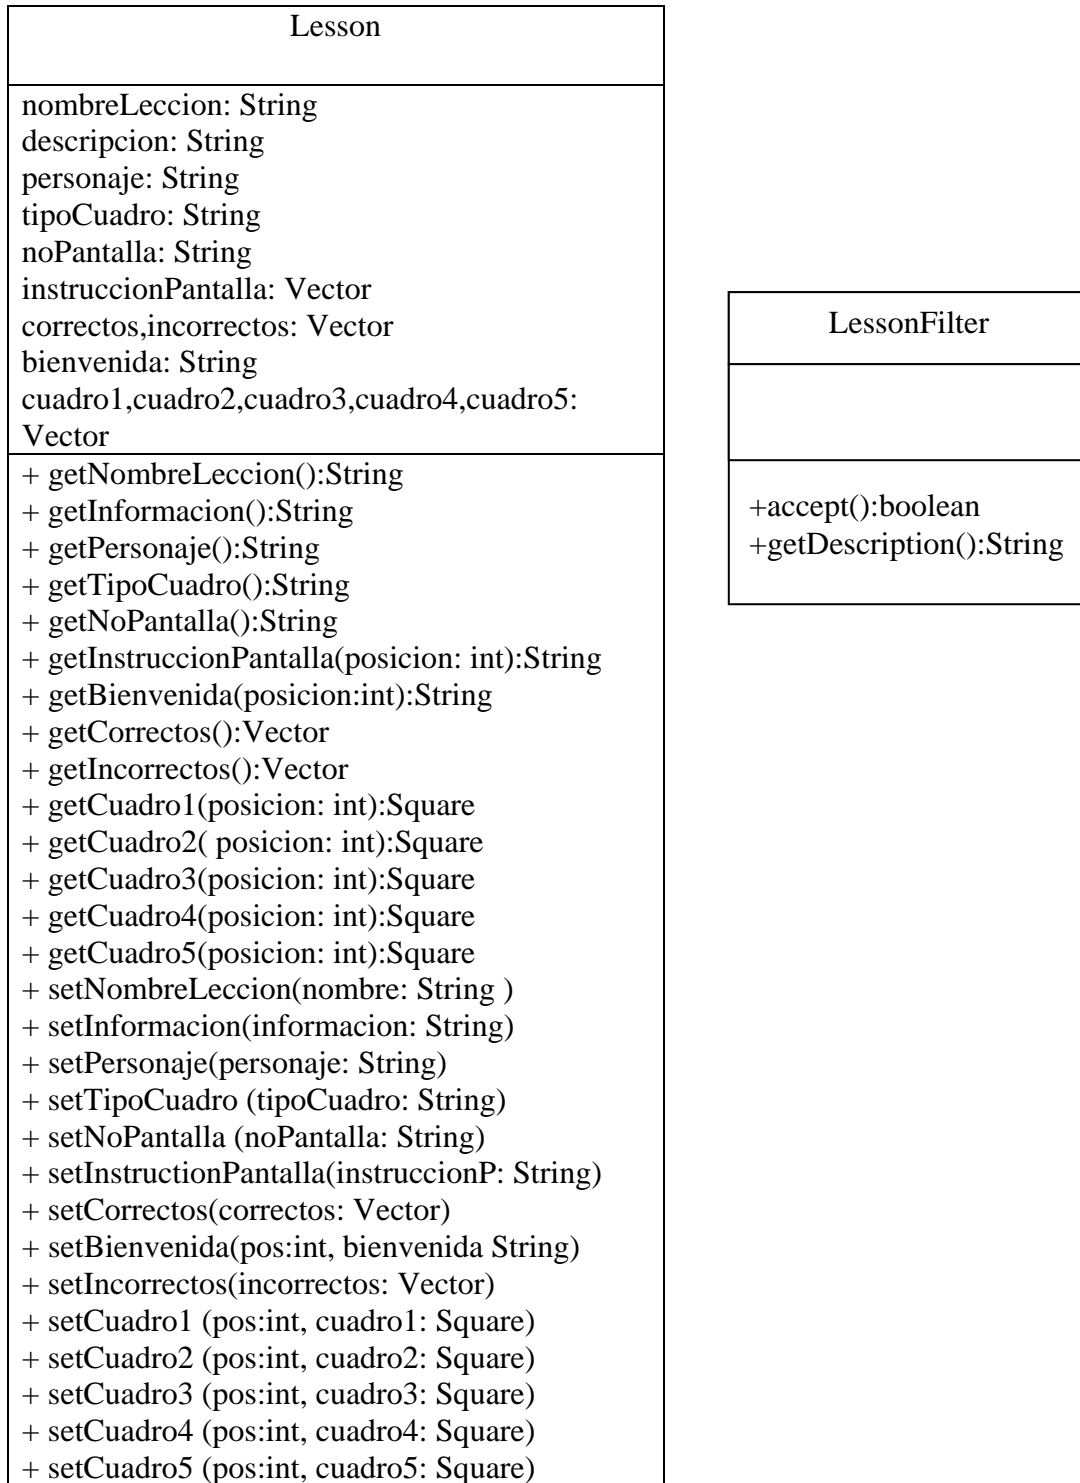 Lesson
nombreLeccion: String
descripcion: String
personaje: String
tipoCuadro: String
noPantalla: String
instruccionPantalla: Vector
correctos,incorrectos: Vector
bienvenida: String
cuadro1,cuadro2,cuadro3,cuadro4,cuadro5:
Vector
+ getNombreLeccion():String
+ getInformacion():String
+ getPersonaje():String
+ getTipoCuadro():String
+ getNoPantalla():String
+ getInstruccionPantalla(posicion: int):String
+ getBienvenida(posicion:int):String
+ getCorrectos():Vector
+ getIncorrectos():Vector
+ getCuadro1(posicion: int):Square
+ getCuadro2( posicion: int):Square
+ getCuadro3(posicion: int):Square
+ getCuadro4(posicion: int):Square
+ getCuadro5(posicion: int):Square
+ setNombreLeccion(nombre: String )
+ setInformacion(informacion: String)
+ setPersonaje(personaje: String)
+ setTipoCuadro (tipoCuadro: String)
+ setNoPantalla (noPantalla: String)
+ setInstructionPantalla(instruccionP: String)
+ setCorrectos(correctos: Vector)
+ setBienvenida(pos:int, bienvenida String)
+ setIncorrectos(incorrectos: Vector)
+ setCuadro1 (pos:int, cuadro1: Square)
+ setCuadro2 (pos:int, cuadro2: Square)
+ setCuadro3 (pos:int, cuadro3: Square)
+ setCuadro4 (pos:int, cuadro4: Square)
+ setCuadro5 (pos:int, cuadro5: Square)
LessonFilter
+accept():boolean
+getDescription():String